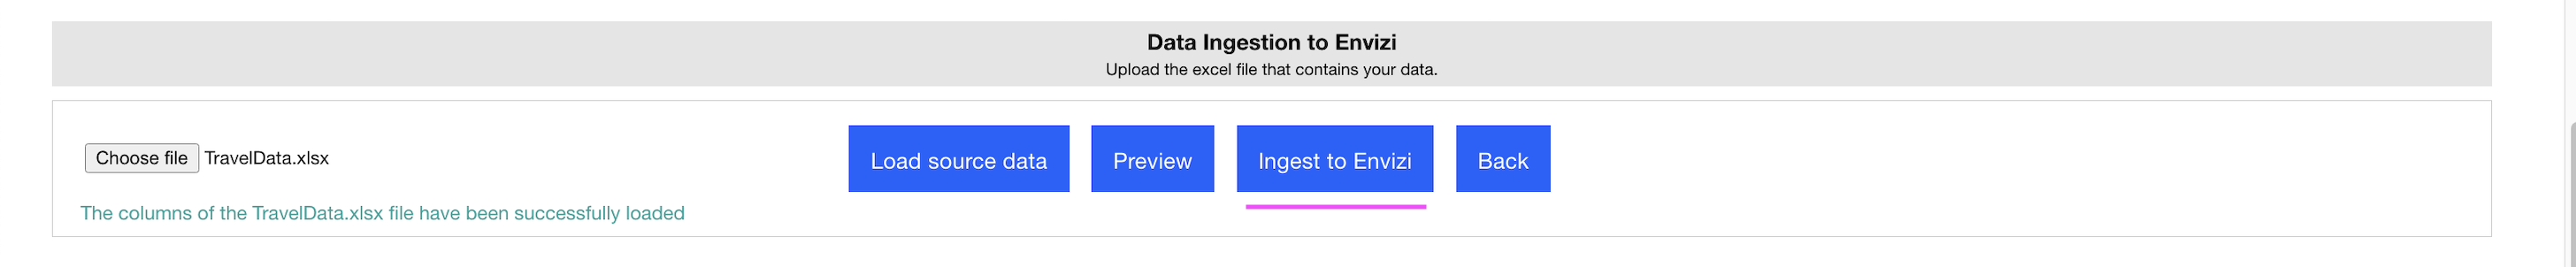 Data Ingestion to Envizi
Upload the excel file that contains your data.
Choose file TravelData.xlsx
Load source data
Preview
Ingest to Envizi
Back
The columns of the TravelData.xlsx file have been successfully loaded